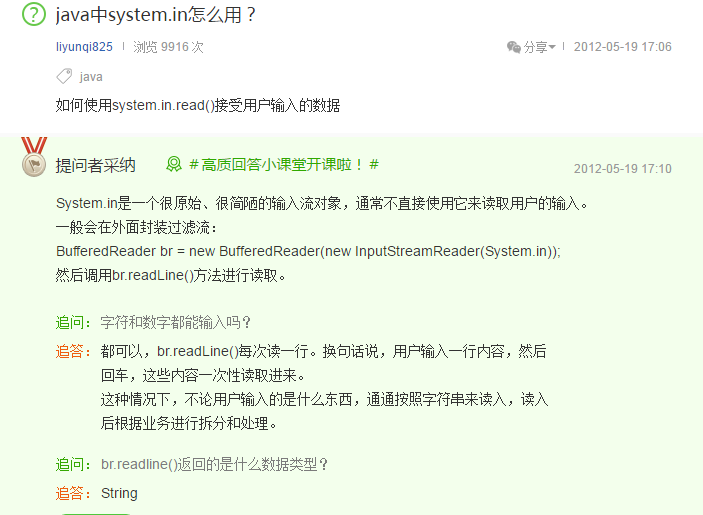 java中system.in怎么用？
liyunqi825 浏览 9916 次 分享 2012-05-19 17:06
java
如何使用system.in.read()接受用户输入的数据
提问者采纳 #高质回答小课堂开课啦！# 2012-05-19 17:10
System.in是一个很原始、很简陋的输入流对象，通常不直接使用它来读取用户的输入。
一般会在外面封装过滤流：
BufferedReader br = new BufferedReader(new InputStreamReader(System.in));
然后调用br.readLine()方法进行读取。
追问： 字符和数字都能输入吗？
追答： 都可以，br.readLine()每次读一行。换句话说，用户输入一行内容，然后
回车，这些内容一次性读取进来。
这种情况下，不论用户输入的是什么东西，通通按照字符串来读入，读入
后根据业务进行拆分和处理。
追问： br.readline()返回的是什么数据类型？
追答： String